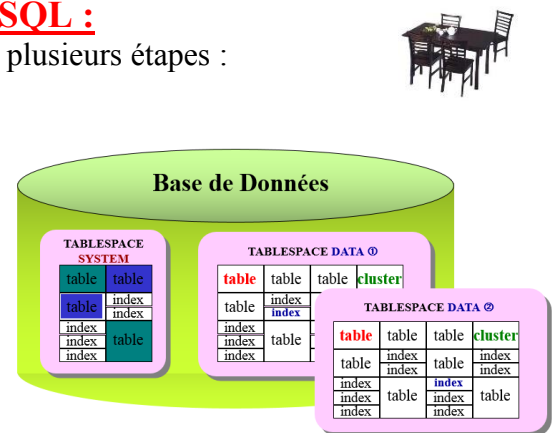 SQL :
plusieurs étapes :
Base de Données
TABLESPACE
SYSTEM
table table
table index
index
index table
index
index
TABLESPACE DATA ①
table table table cluster
table index
index
index table
index
index
TABLESPACE DATA ②
table table table cluster
table index table index
index index
index table index table
index index
index index